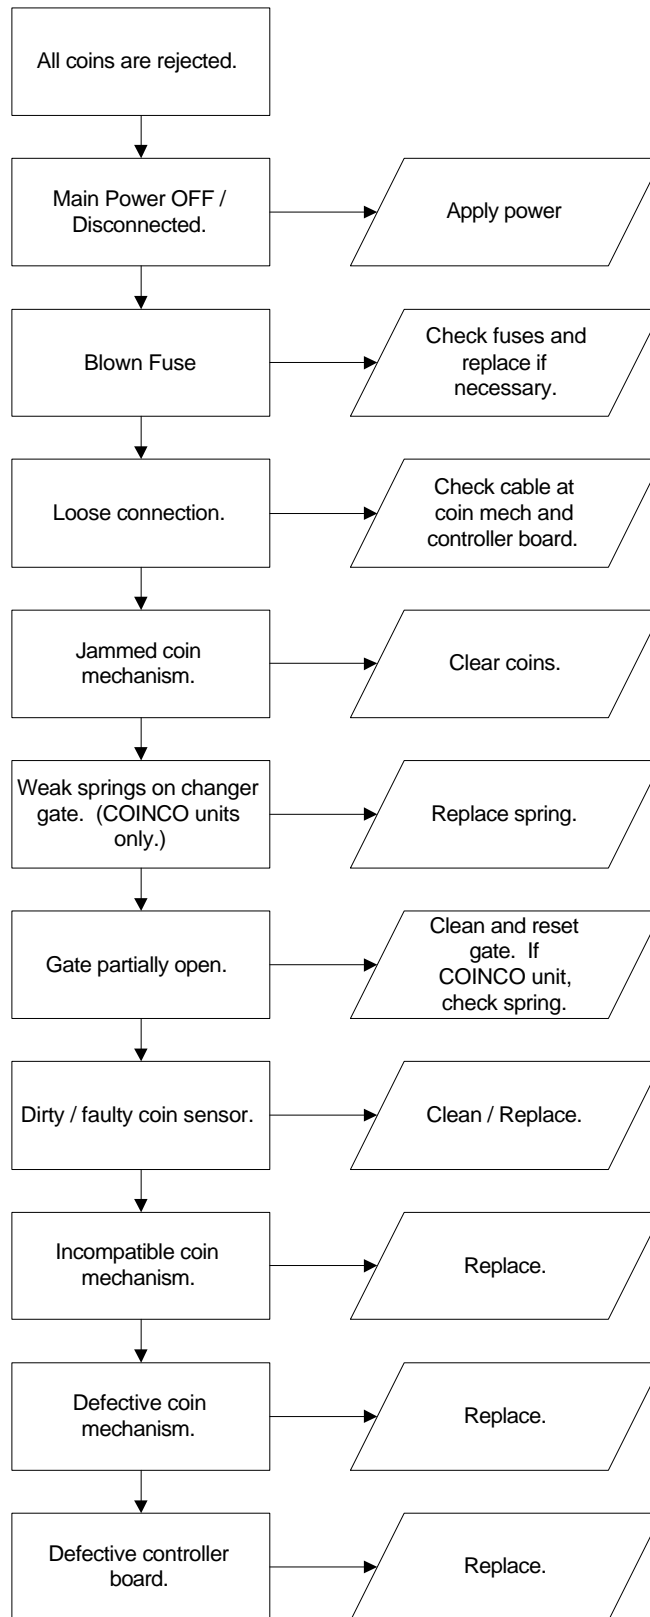 All coins are rejected.
Main Power OFF /
Disconnected.
Apply power
Blown Fuse
Check fuses and
replace if
necessary.
Loose connection.
Check cable at
coin mech and
controller board.
Jammed coin
mechanism.
Clear coins.
Weak springs on changer
gate.  (COINCO units
only.)
Replace spring.
Gate partially open.
Clean and reset
gate.  If
COINCO unit,
check spring.
Dirty / faulty coin sensor.
Clean / Replace.
Incompatible coin
mechanism.
Replace.
Defective coin
mechanism.
Replace.
Defective controller
board.
Replace.